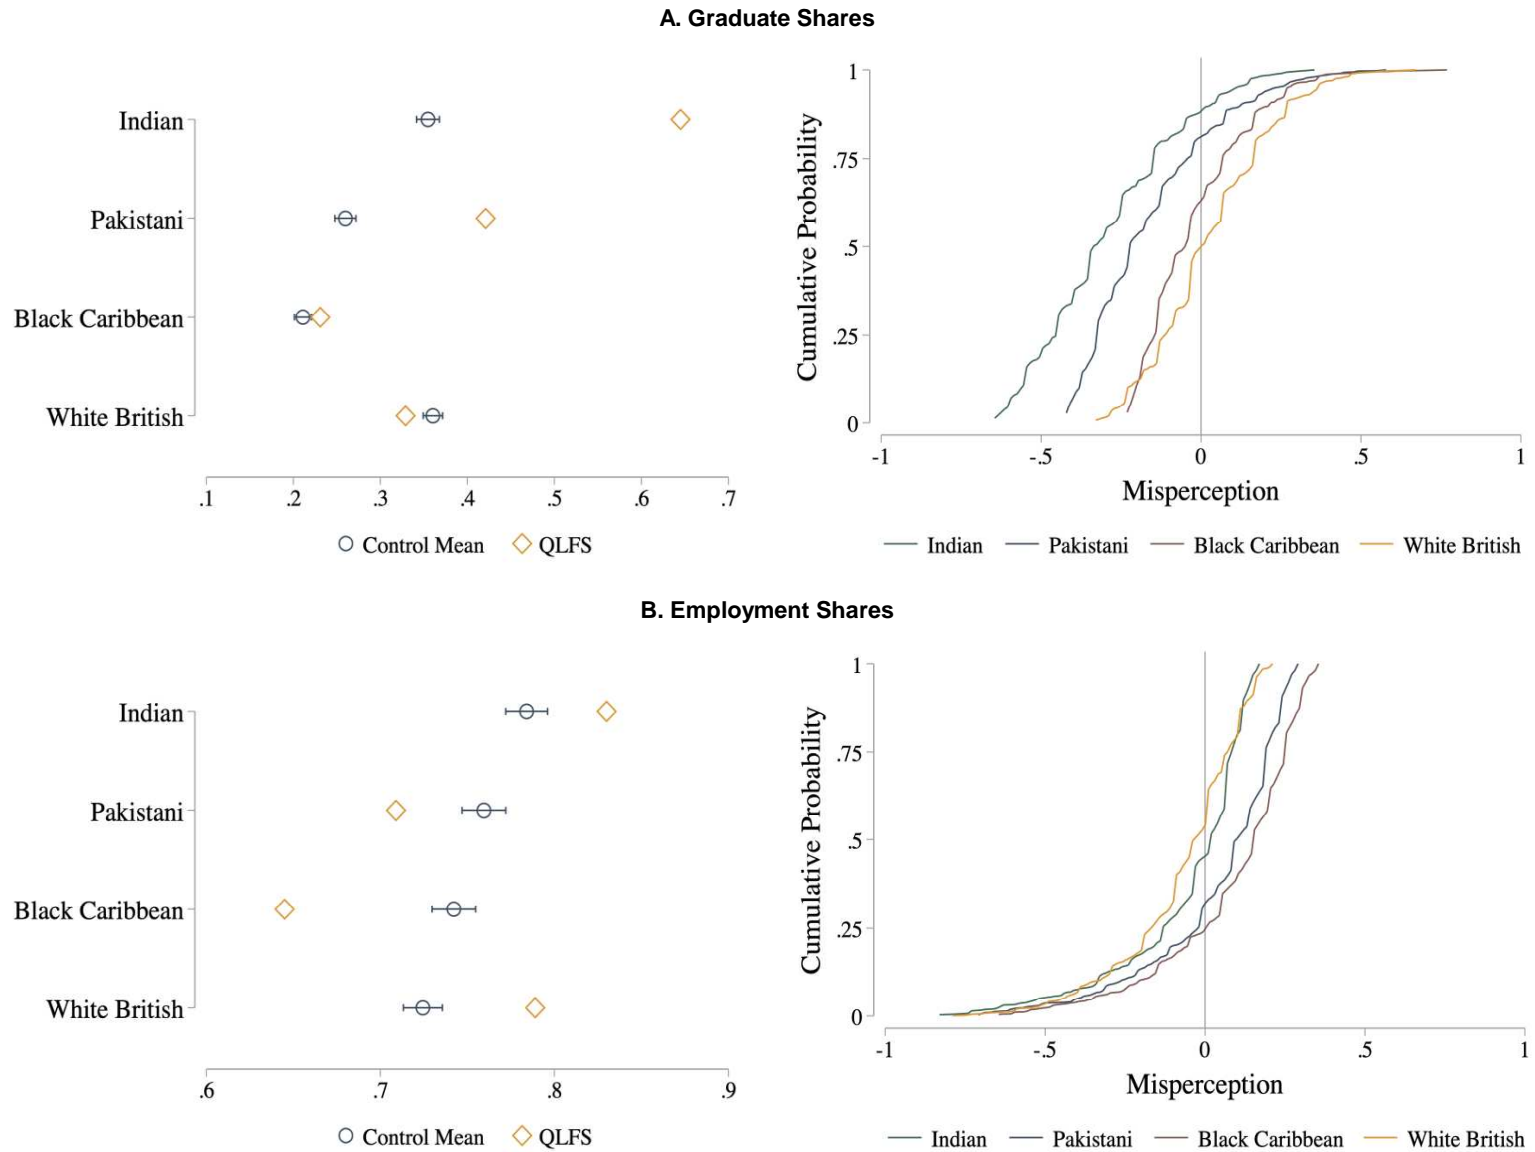 A. Graduate Shares
Indian
Pakistani
Black Caribbean
White British
.1 .2 .3 .4 .5 .6 .7
Control Mean QLFS
Cumulative Probability
1
.75
.5
.25
0
-1 -.5 0 .5 1
Misperception
Indian Pakistani Black Caribbean White British
B. Employment Shares
Indian
Pakistani
Black Caribbean
White British
.6 .7 .8 .9
Control Mean QLFS
Cumulative Probability
1
.75
.5
.25
0
-1 -.5 0 .5 1
Misperception
Indian Pakistani Black Caribbean White British